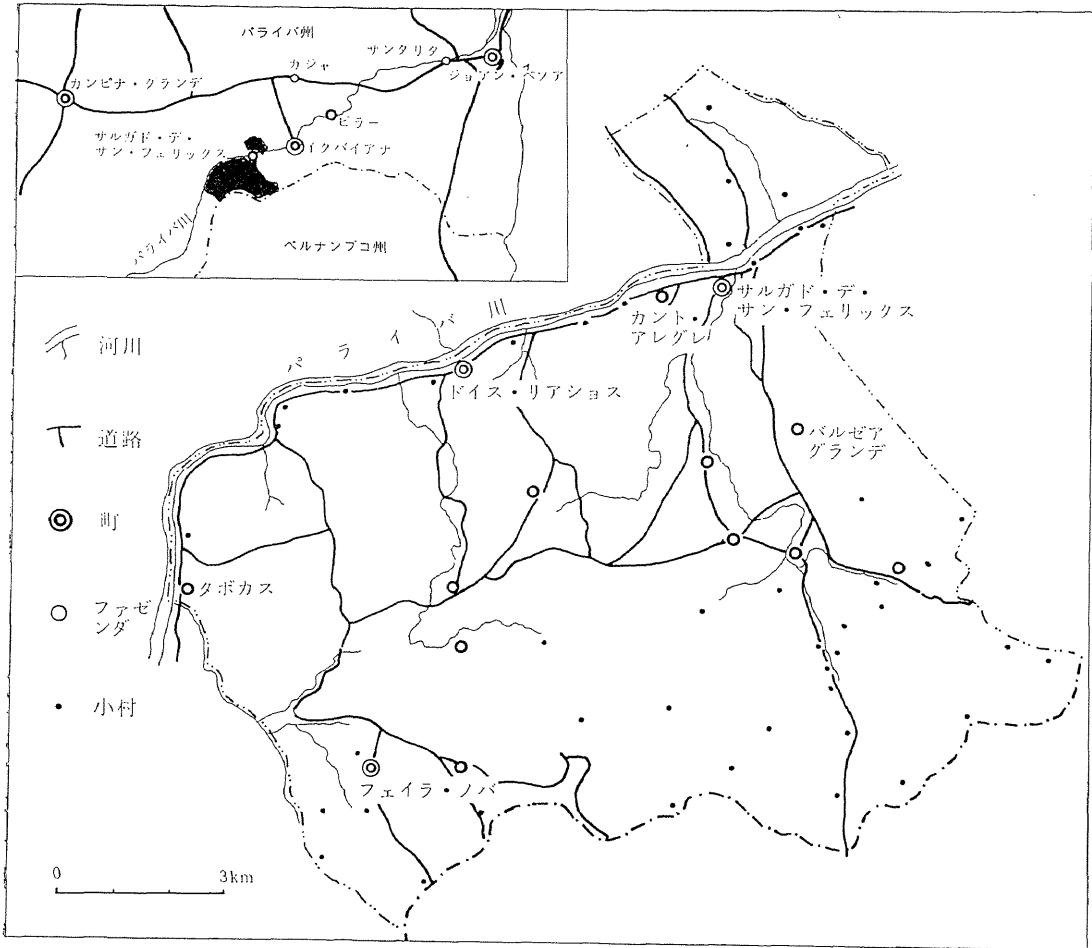 パライバ州
サンタリタ
カジャ
ジョアン・ペソア
カンピナ・グランデ
ピラー
サルガド・デ・
サン・フェリックス
イタバイアナ
パライバ川
ペルナンブコ州
パライバ川
サルガド・デ・
サン・フェリックス
カント・
アレグレ
河川
ドイス・リアショス
道路
バルゼア
グランデ
町
タボカス
ファゼ
ンダ
小村
フェイラ・ノバ
0 3km